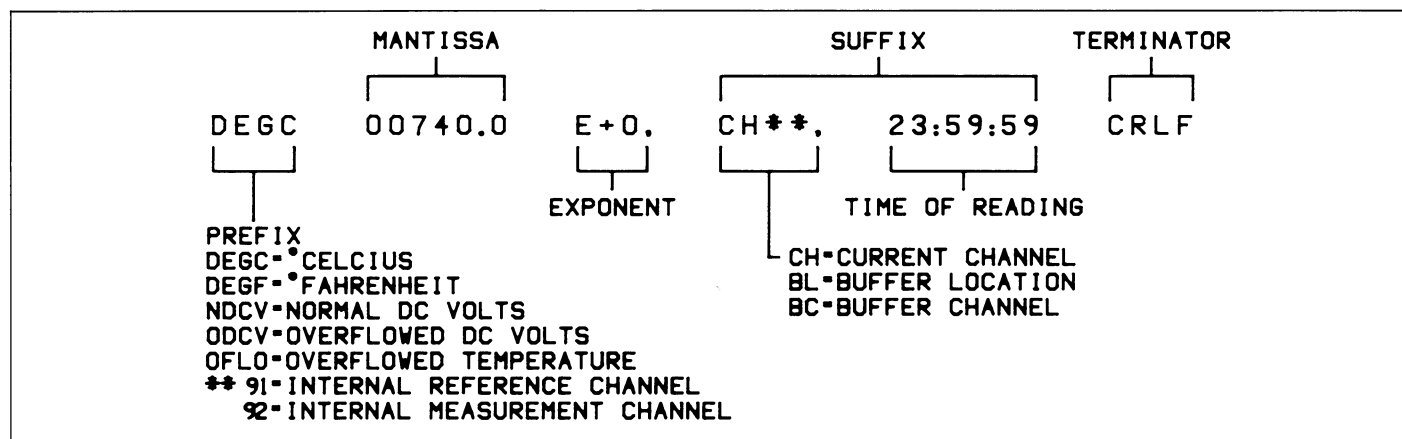 MANTISSA SUFFIX TERMINATOR
DEGC 00740.0 E+0, CH**, 23:59:59 CRLF
EXPONENT TIME OF READING
PREFIX
DEGC=°CELCIUS
DEGF=°FAHRENHEIT
NDCV=NORMAL DC VOLTS
ODCV=OVERFLOWED DC VOLTS
OFLO=OVERFLOWED TEMPERATURE
** 91=INTERNAL REFERENCE CHANNEL
92=INTERNAL MEASUREMENT CHANNEL
CH=CURRENT CHANNEL
BL=BUFFER LOCATION
BC=BUFFER CHANNEL